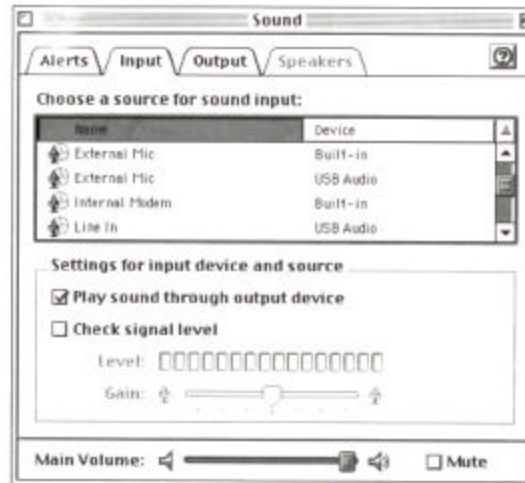 Sound
Alerts Input Output Speakers
Choose a source for sound input:
Name Device
External Mic Built-in
External Mic USB Audio
Internal Modem Built-in
Line In USB Audio
Settings for input device and source
Play sound through output device
Check signal level
Level:
Gain:
Main Volume: Mute